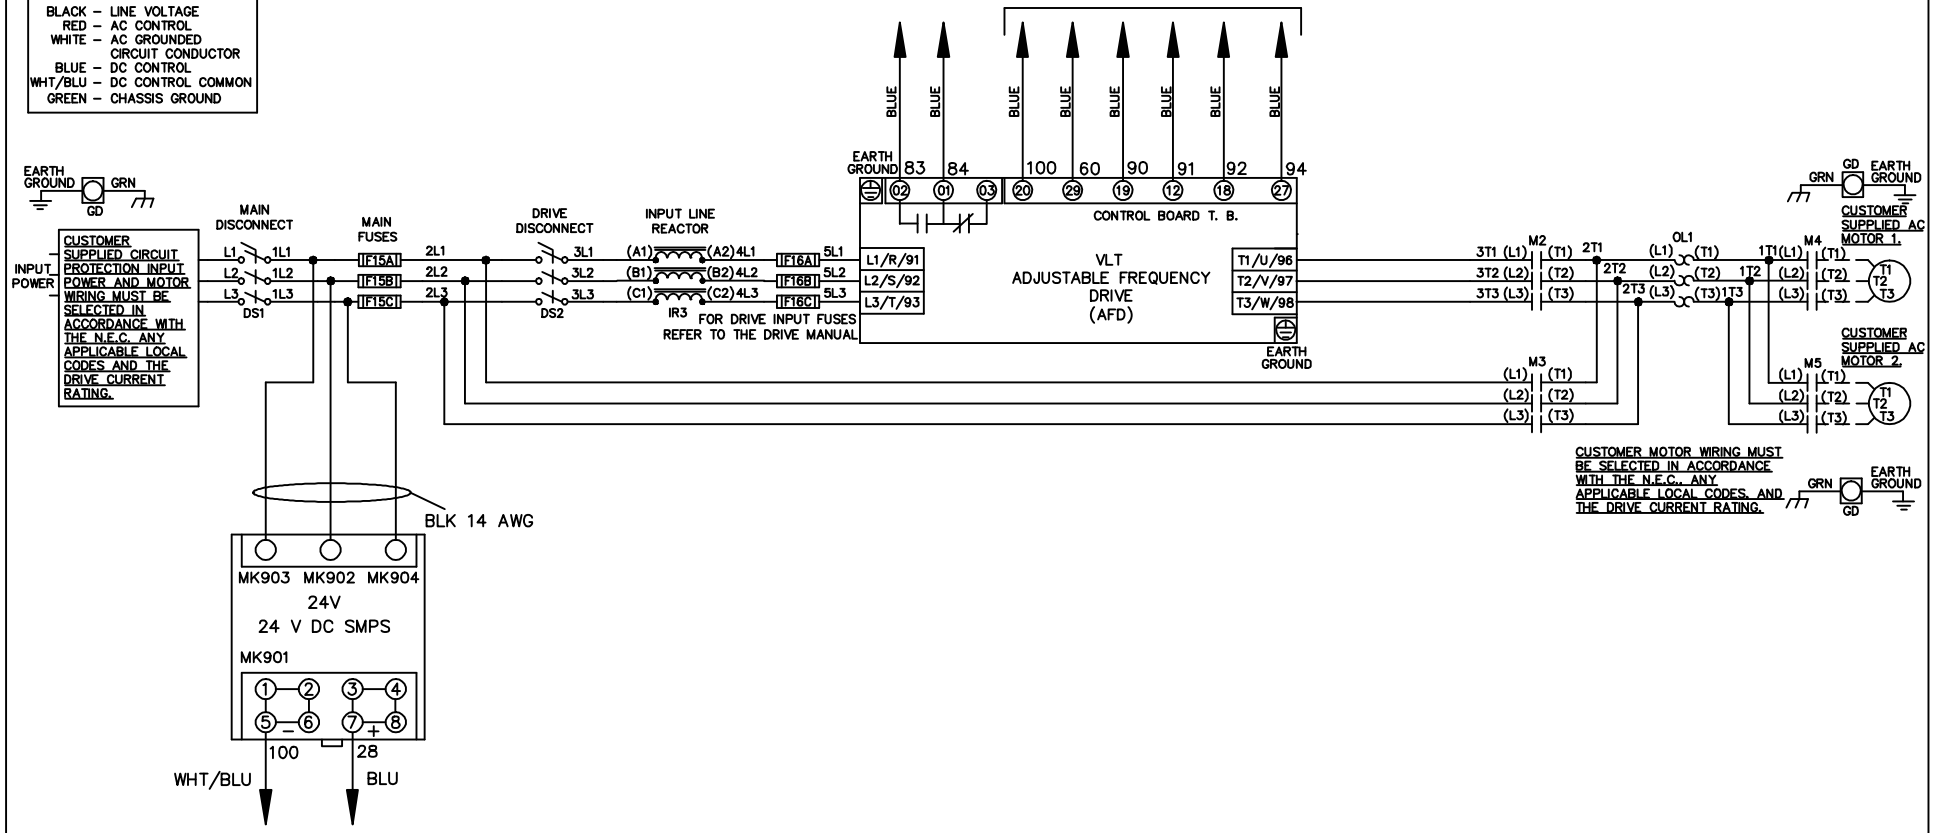 BLACK – LINE VOLTAGE
RED – AC CONTROL
WHITE – AC GROUNDED
CIRCUIT CONDUCTOR
BLUE – DC CONTROL
WHT/BLU – DC CONTROL COMMON
GREEN – CHASSIS GROUND
BLUE
BLUE
BLUE
BLUE
BLUE
BLUE
BLUE
BLUE
EARTH
GROUND
83
84
100
60
90
91
92
94
02
01
03
20
29
19
12
18
27
CONTROL BOARD T. B.
VLT
ADJUSTABLE FREQUENCY
DRIVE
(AFD)
L1/R/91
L2/S/92
L3/T/93
T1/U/96
T2/V/97
T3/W/98
EARTH
GROUND
EARTH
GROUND
GRN
GD
INPUT
POWER
CUSTOMER
SUPPLIED CIRCUIT
PROTECTION INPUT
POWER AND MOTOR
WIRING MUST BE
SELECTED IN
ACCORDANCE WITH
THE N.E.C. ANY
APPLICABLE LOCAL
CODES AND THE
DRIVE CURRENT
RATING.
MAIN
DISCONNECT
L1
1L1
L2
1L2
L3
1L3
DS1
MAIN
FUSES
F15A
2L1
F15B
2L2
F15C
2L3
DRIVE
DISCONNECT
3L1
3L2
3L3
DS2
INPUT LINE
REACTOR
(A1)
(A2)
4L1
(B1)
(B2)
4L2
(C1)
(C2)
4L3
IR3
F16A
5L1
F16B
5L2
F16C
5L3
FOR DRIVE INPUT FUSES
REFER TO THE DRIVE MANUAL
M2
3T1 (L1) (T1) 2T1
3T2 (L2) (T2) 2T2
3T3 (L3) (T3) 2T3
OL1
(L1) (T1) 1T1
(L2) (T2) 1T2
(L3) (T3) 1T3
M4
(L1) (T1)
(L2) (T2)
(L3) (T3)
T1
T2
T3
GRN
GD
EARTH
GROUND
CUSTOMER
SUPPLIED AC
MOTOR 1.
M3
(L1) (T1)
(L2) (T2)
(L3) (T3)
CUSTOMER
SUPPLIED AC
MOTOR 2.
M5
(L1) (T1)
(L2) (T2)
(L3) (T3)
T1
T2
T3
CUSTOMER MOTOR WIRING MUST
BE SELECTED IN ACCORDANCE
WITH THE N.E.C., ANY
APPLICABLE LOCAL CODES, AND
THE DRIVE CURRENT RATING.
GRN
GD
EARTH
GROUND
BLK 14 AWG
MK903 MK902 MK904
24V
24 V DC SMPS
MK901
1 2 3 4
5 6 7 8
– +
100
28
WHT/BLU
BLU